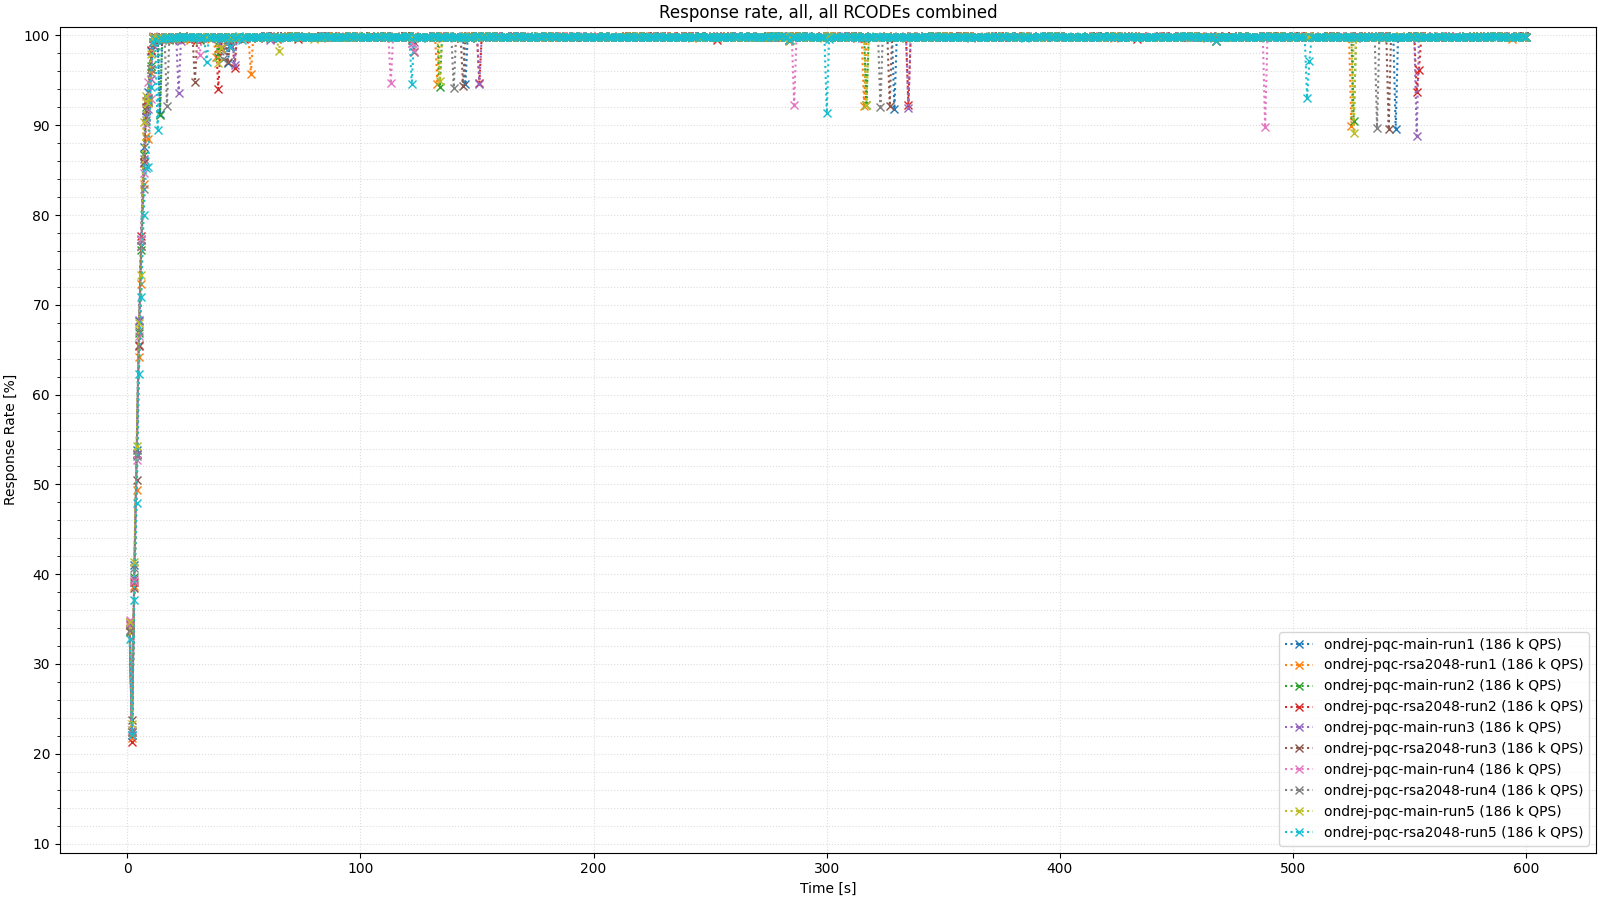 Response rate, all, all RCODEs combined
Response Rate [%]
100
90
80
70
60
50
40
30
20
10
0
100
200
300
400
500
600
Time [s]
ondrej-pqc-main-run1 (186 k QPS)
ondrej-pqc-rsa2048-run1 (186 k QPS)
ondrej-pqc-main-run2 (186 k QPS)
ondrej-pqc-rsa2048-run2 (186 k QPS)
ondrej-pqc-main-run3 (186 k QPS)
ondrej-pqc-rsa2048-run3 (186 k QPS)
ondrej-pqc-main-run4 (186 k QPS)
ondrej-pqc-rsa2048-run4 (186 k QPS)
ondrej-pqc-main-run5 (186 k QPS)
ondrej-pqc-rsa2048-run5 (186 k QPS)